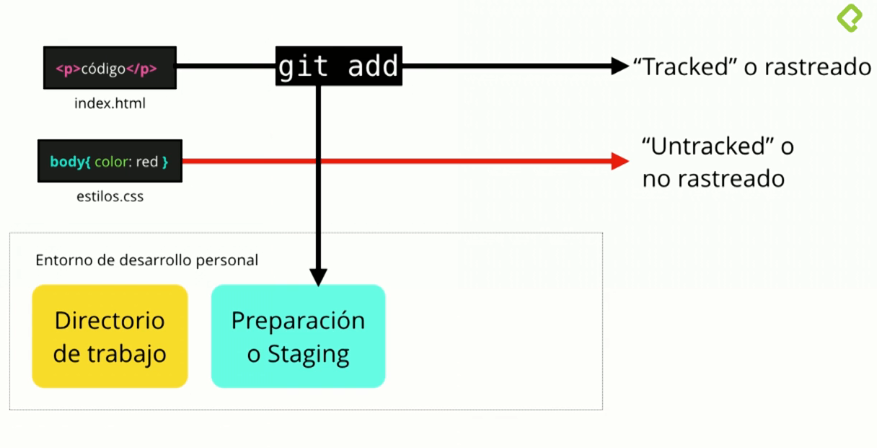 <p>código</p>
index.html
git add
“Tracked” o rastreado
body{ color: red }
estilos.css
“Untracked” o
no rastreado
Entorno de desarrollo personal
Directorio
de trabajo
Preparación
o Staging